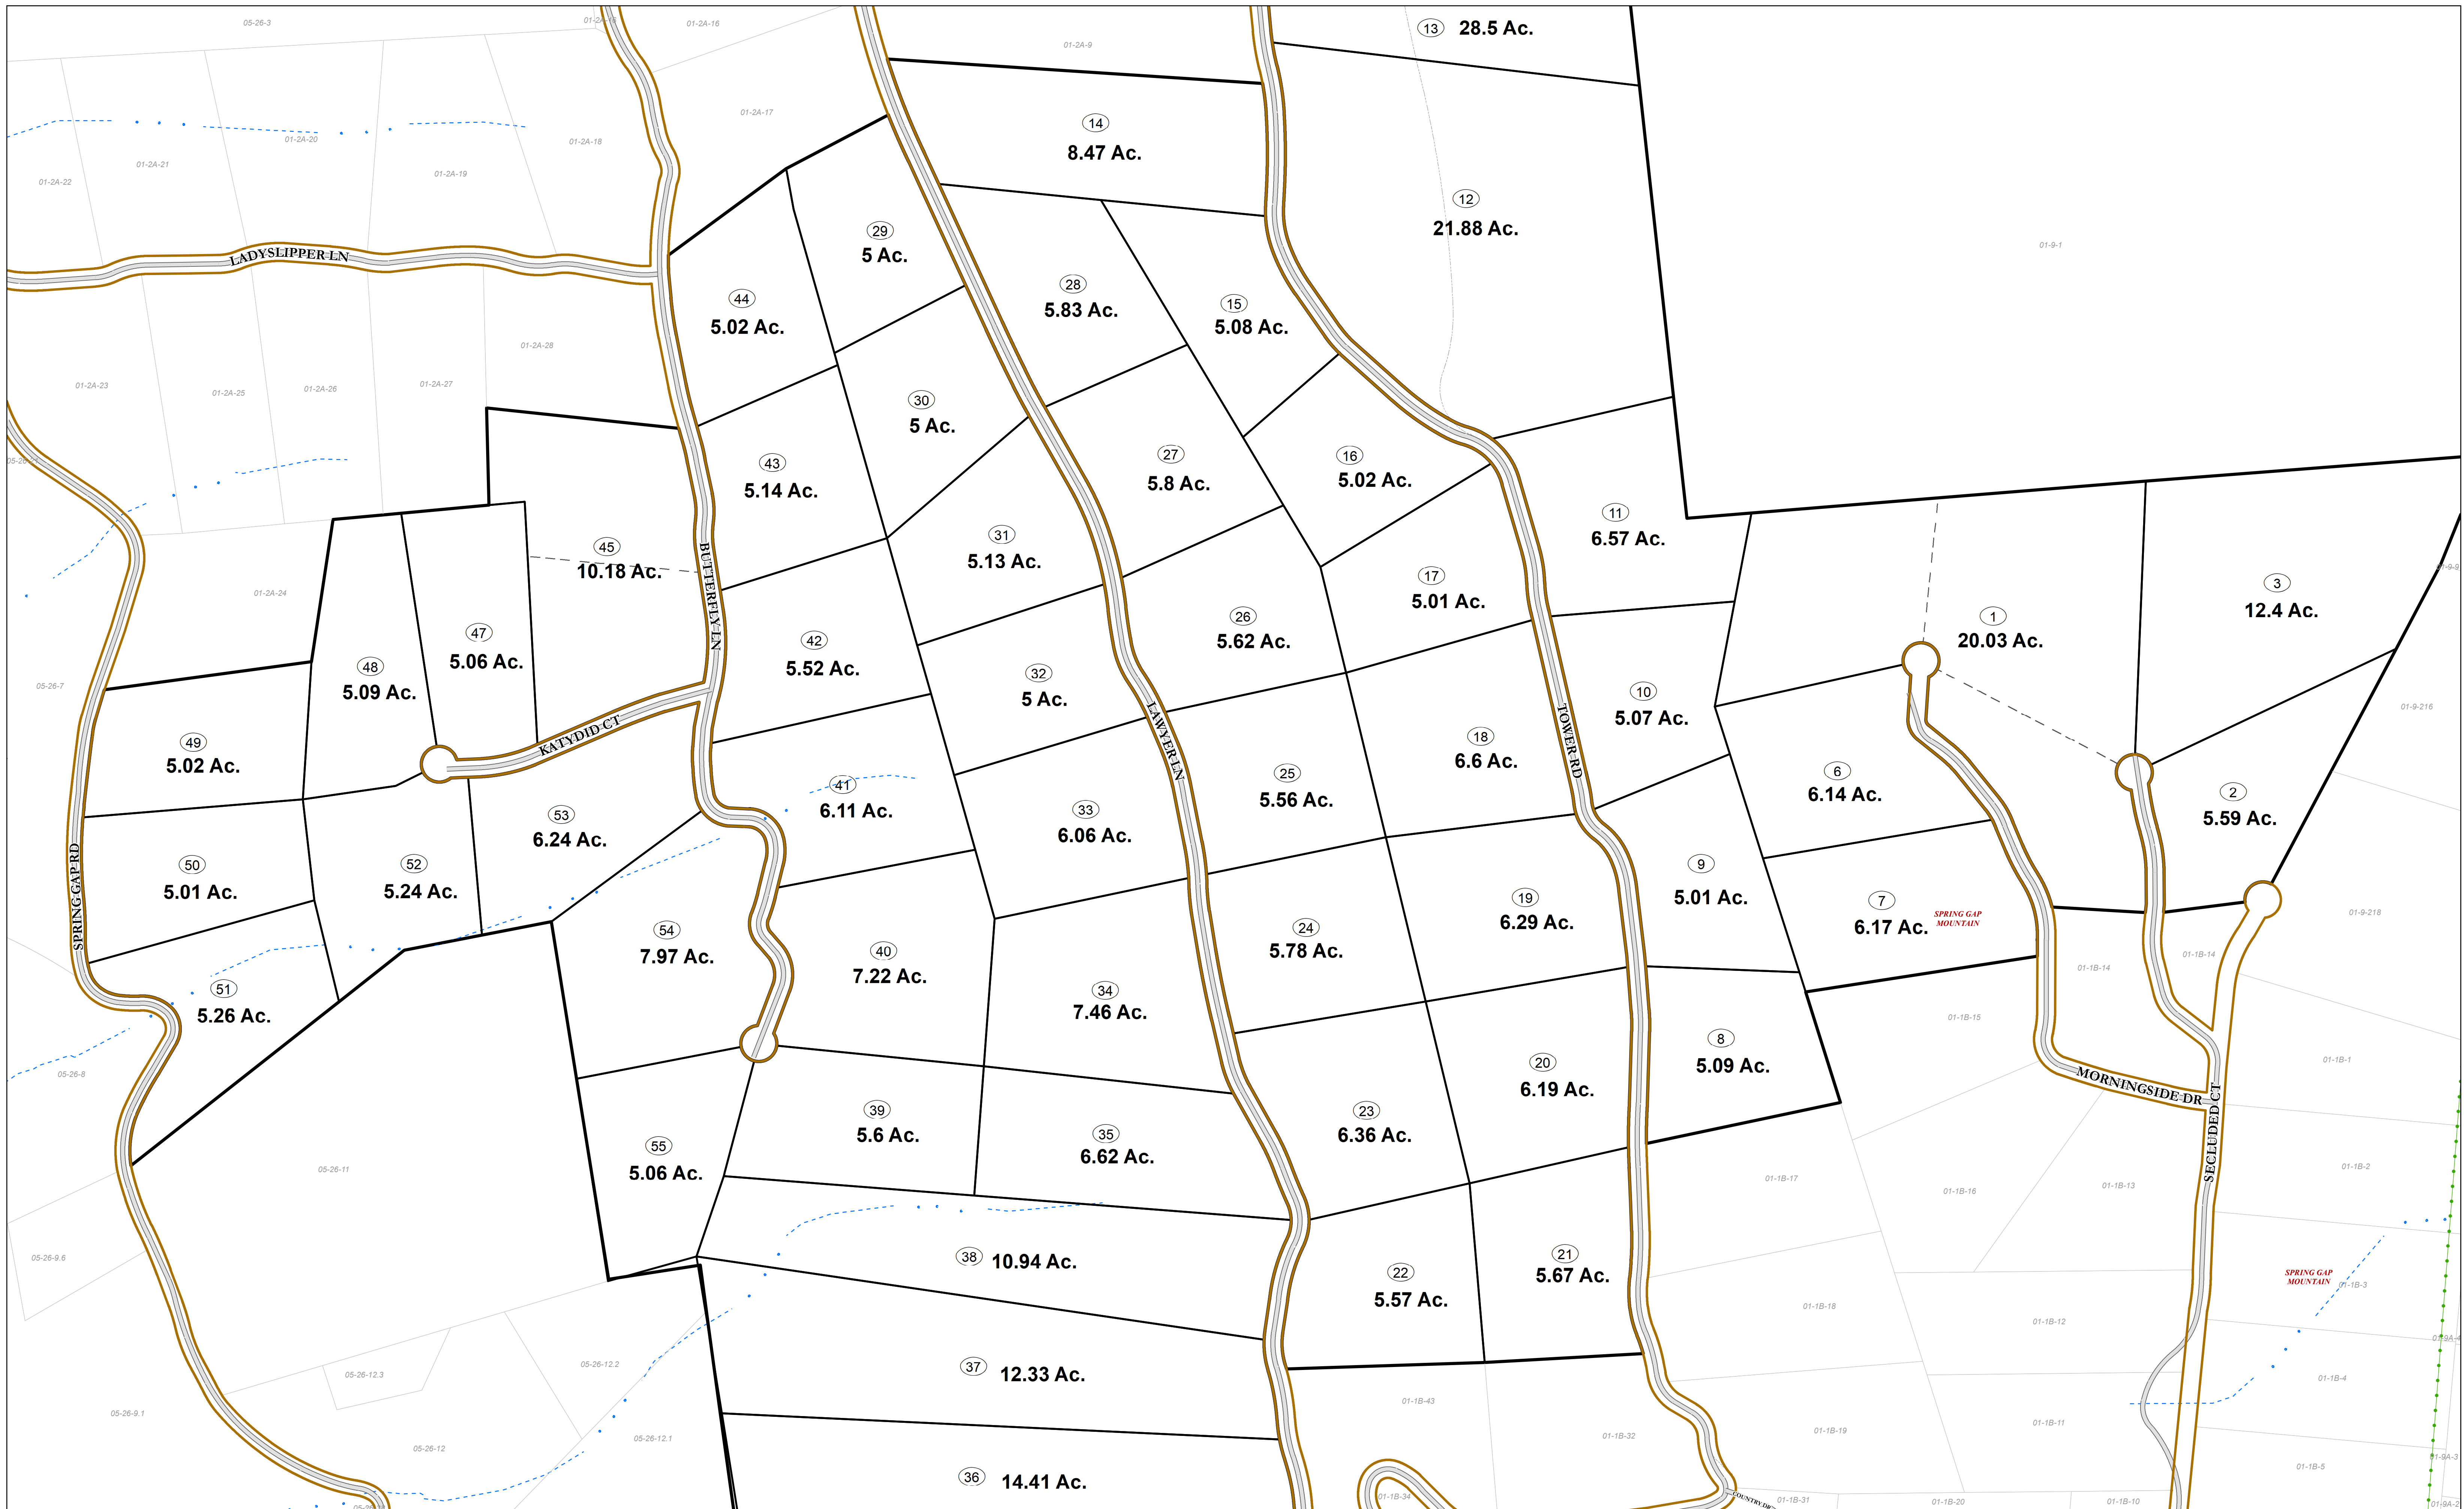 05-26-3
01-2A-16
01-2A-9
13 28.5 Ac.
01-2A-17
01-2A-18
01-2A-20
01-2A-21
01-2A-19
01-2A-22
14
8.47 Ac.
12
21.88 Ac.
29
5 Ac.
01-9-1
LADYSLIPPER LN
28
5.83 Ac.
44
5.02 Ac.
15
5.08 Ac.
01-2A-28
01-2A-23
01-2A-25
01-2A-26
01-2A-27
30
5 Ac.
43
5.14 Ac.
27
5.8 Ac.
16
5.02 Ac.
11
6.57 Ac.
31
5.13 Ac.
45
10.18 Ac.
BUTTERFLY LN
17
5.01 Ac.
3
12.4 Ac.
01-2A-24
26
5.62 Ac.
1
20.03 Ac.
47
5.06 Ac.
42
5.52 Ac.
48
5.09 Ac.
32
5 Ac.
05-26-7
10
5.07 Ac.
01-9-216
LAWYER LN
TOWER RD
KATYDID CT
49
5.02 Ac.
18
6.6 Ac.
25
5.56 Ac.
6
6.14 Ac.
41
6.11 Ac.
2
5.59 Ac.
53
6.24 Ac.
33
6.06 Ac.
50
5.01 Ac.
52
5.24 Ac.
SPRING GAP RD
9
5.01 Ac.
19
6.29 Ac.
7
6.17 Ac.
SPRING GAP
MOUNTAIN
01-9-218
54
7.97 Ac.
24
5.78 Ac.
40
7.22 Ac.
01-1B-14
01-1B-14
51
5.26 Ac.
34
7.46 Ac.
01-1B-15
8
5.09 Ac.
20
6.19 Ac.
01-1B-1
05-26-8
MORNINGSIDE DR
SECLUDED CT
39
5.6 Ac.
23
6.36 Ac.
35
6.62 Ac.
55
5.06 Ac.
05-26-11
01-1B-2
01-1B-17
01-1B-16
01-1B-13
05-26-9.6
38 10.94 Ac.
21
5.67 Ac.
22
5.57 Ac.
SPRING GAP
MOUNTAIN
01-1B-3
01-1B-18
01-1B-12
37 12.33 Ac.
05-26-12.3
05-26-12.2
01-1B-4
01-1B-43
05-26-9.1
01-1B-11
01-1B-19
01-1B-32
05-26-12
05-26-12.1
01-9A-3
01-1B-5
36 14.41 Ac.
01-1B-34
COUNTRY DR
01-1B-31
01-1B-20
01-1B-10
01-9A-2